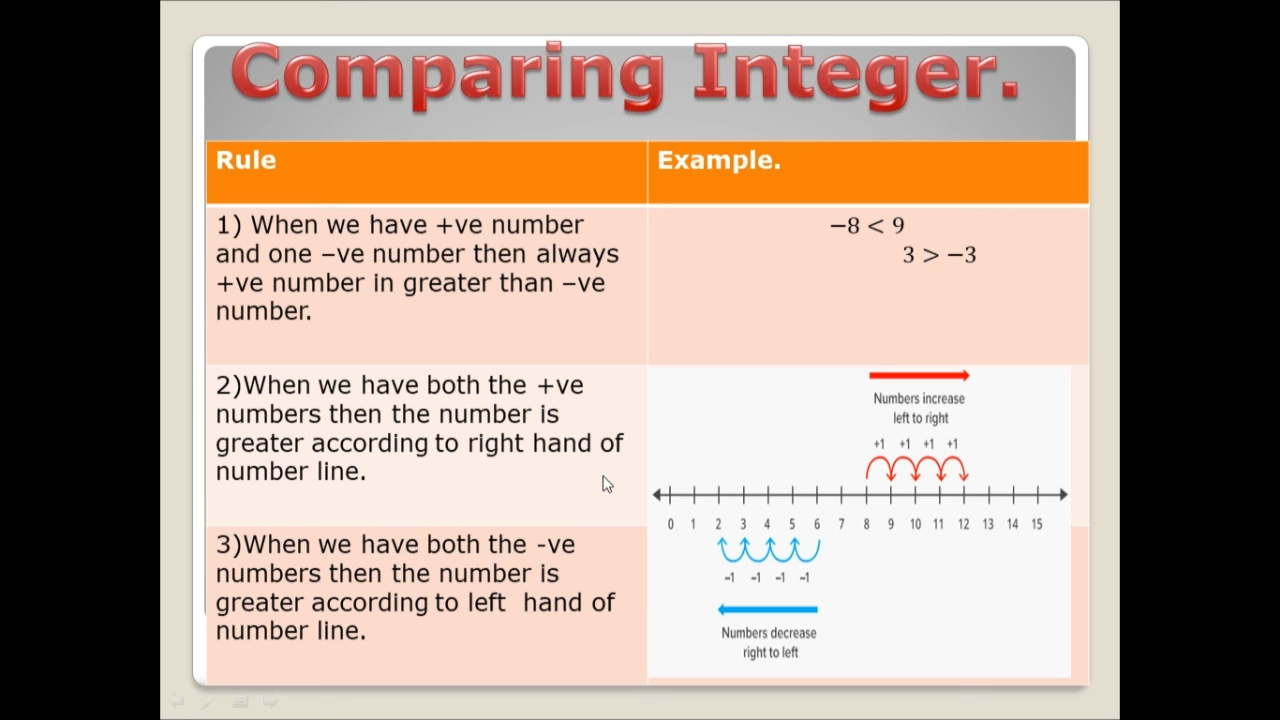 Comparing Integer.
Rule
Example.
1) When we have +ve number
and one –ve number then always
+ve number in greater than –ve
number.
−8 < 9
3 > −3
2)When we have both the +ve
numbers then the number is
greater according to right hand of
number line.
Numbers increase
left to right
+1 +1 +1 +1
0 1 2 3 4 5 6 7 8 9 10 11 12 13 14 15
3)When we have both the -ve
numbers then the number is
greater according to left  hand of
number line.
−1 −1 −1 −1
Numbers decrease
right to left